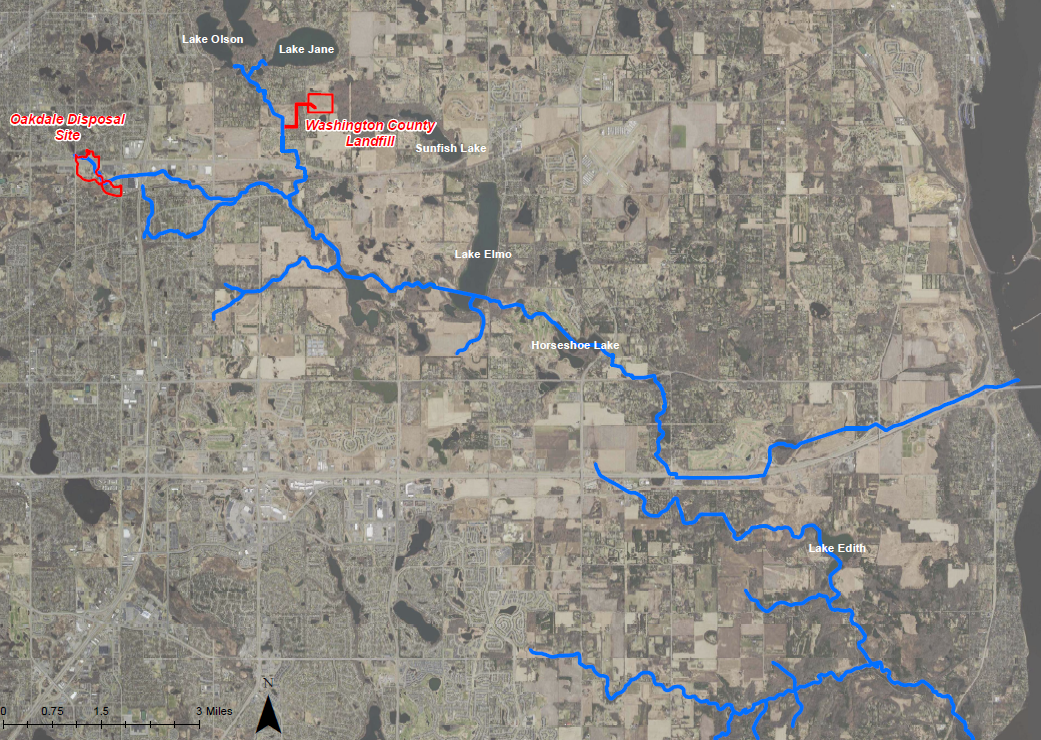 Lake Olson
Lake Jane
Oakdale Disposal
Site
Washington County
Landfill
Sunfish Lake
Lake Elmo
Horseshoe Lake
Lake Edith
N
0 0.75 1.5 3 Miles